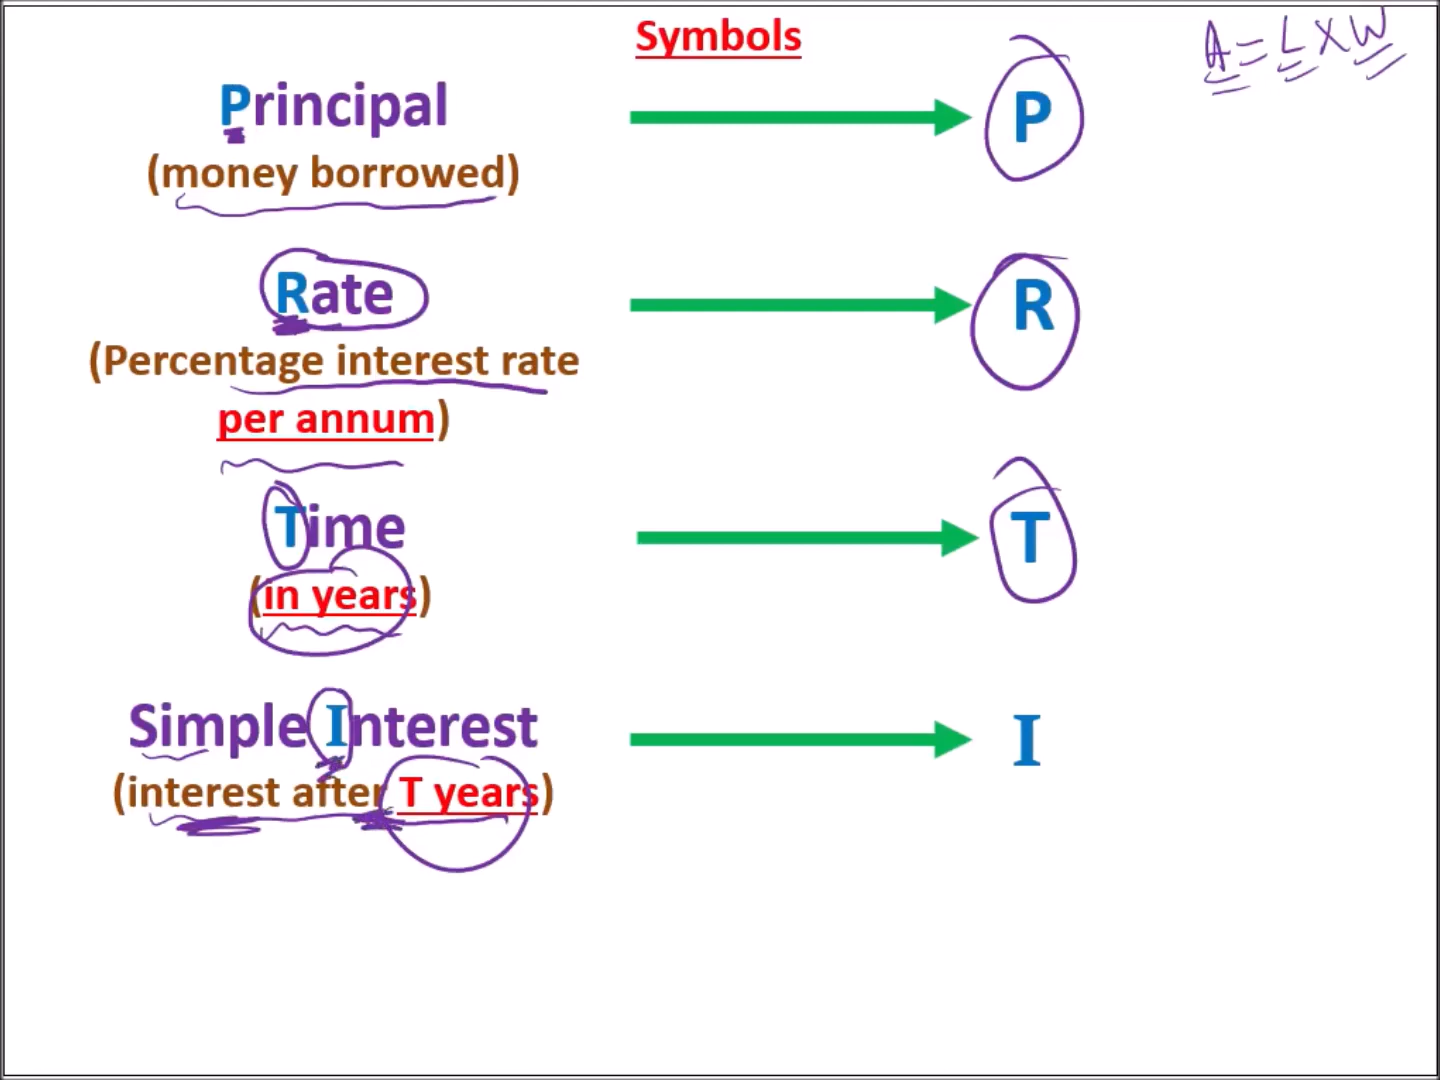 Symbols
A = L X W
Principal
P
(money borrowed)
Rate
R
(Percentage interest rate
per annum)
Time
T
(in years)
Simple Interest
I
(interest after T years)